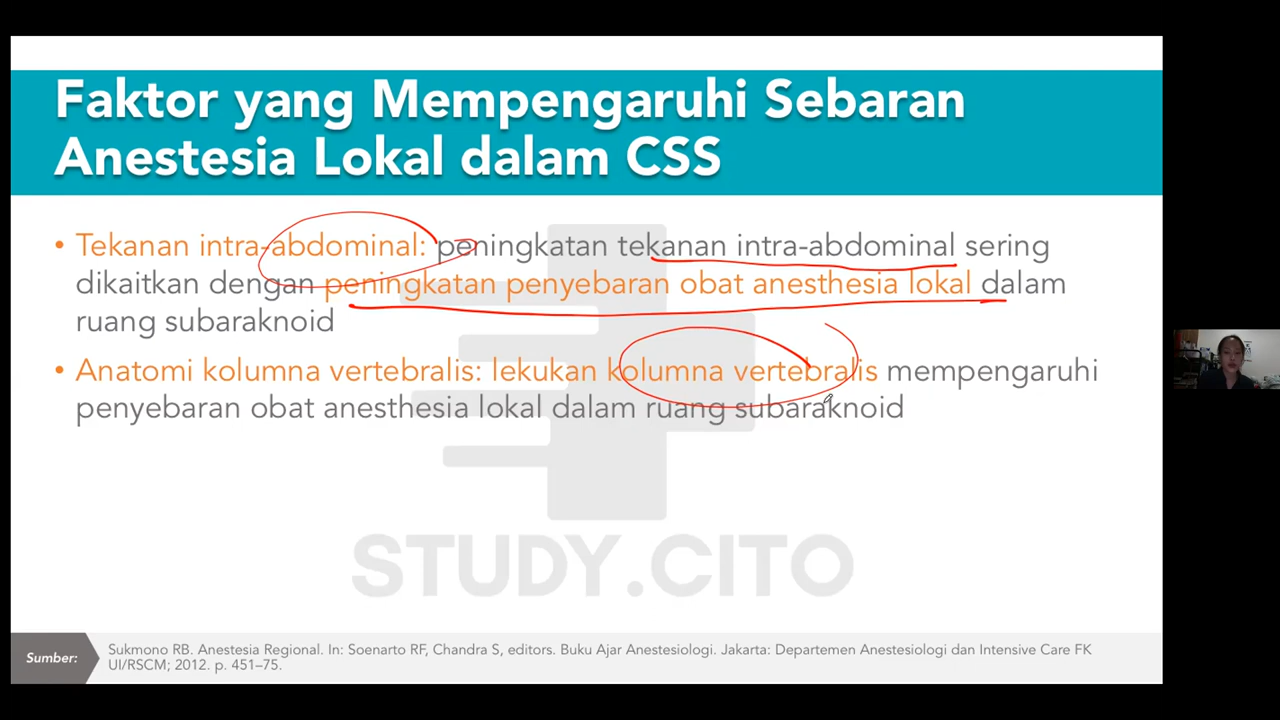 Faktor yang Mempengaruhi Sebaran
Anestesia Lokal dalam CSS
• Tekanan intra-abdominal: peningkatan tekanan intra-abdominal sering
dikaitkan dengan peningkatan penyebaran obat anesthesia lokal dalam
ruang subaraknoid
• Anatomi kolumna vertebralis: lekukan kolumna vertebralis mempengaruhi
penyebaran obat anesthesia lokal dalam ruang subaraknoid
STUDY.CITO
Sumber:
Sukmono RB. Anestesia Regional. In: Soenarto RF, Chandra S, editors. Buku Ajar Anestesiologi. Jakarta: Departemen Anestesiologi dan Intensive Care FK
UI/RSCM; 2012. p. 451–75.